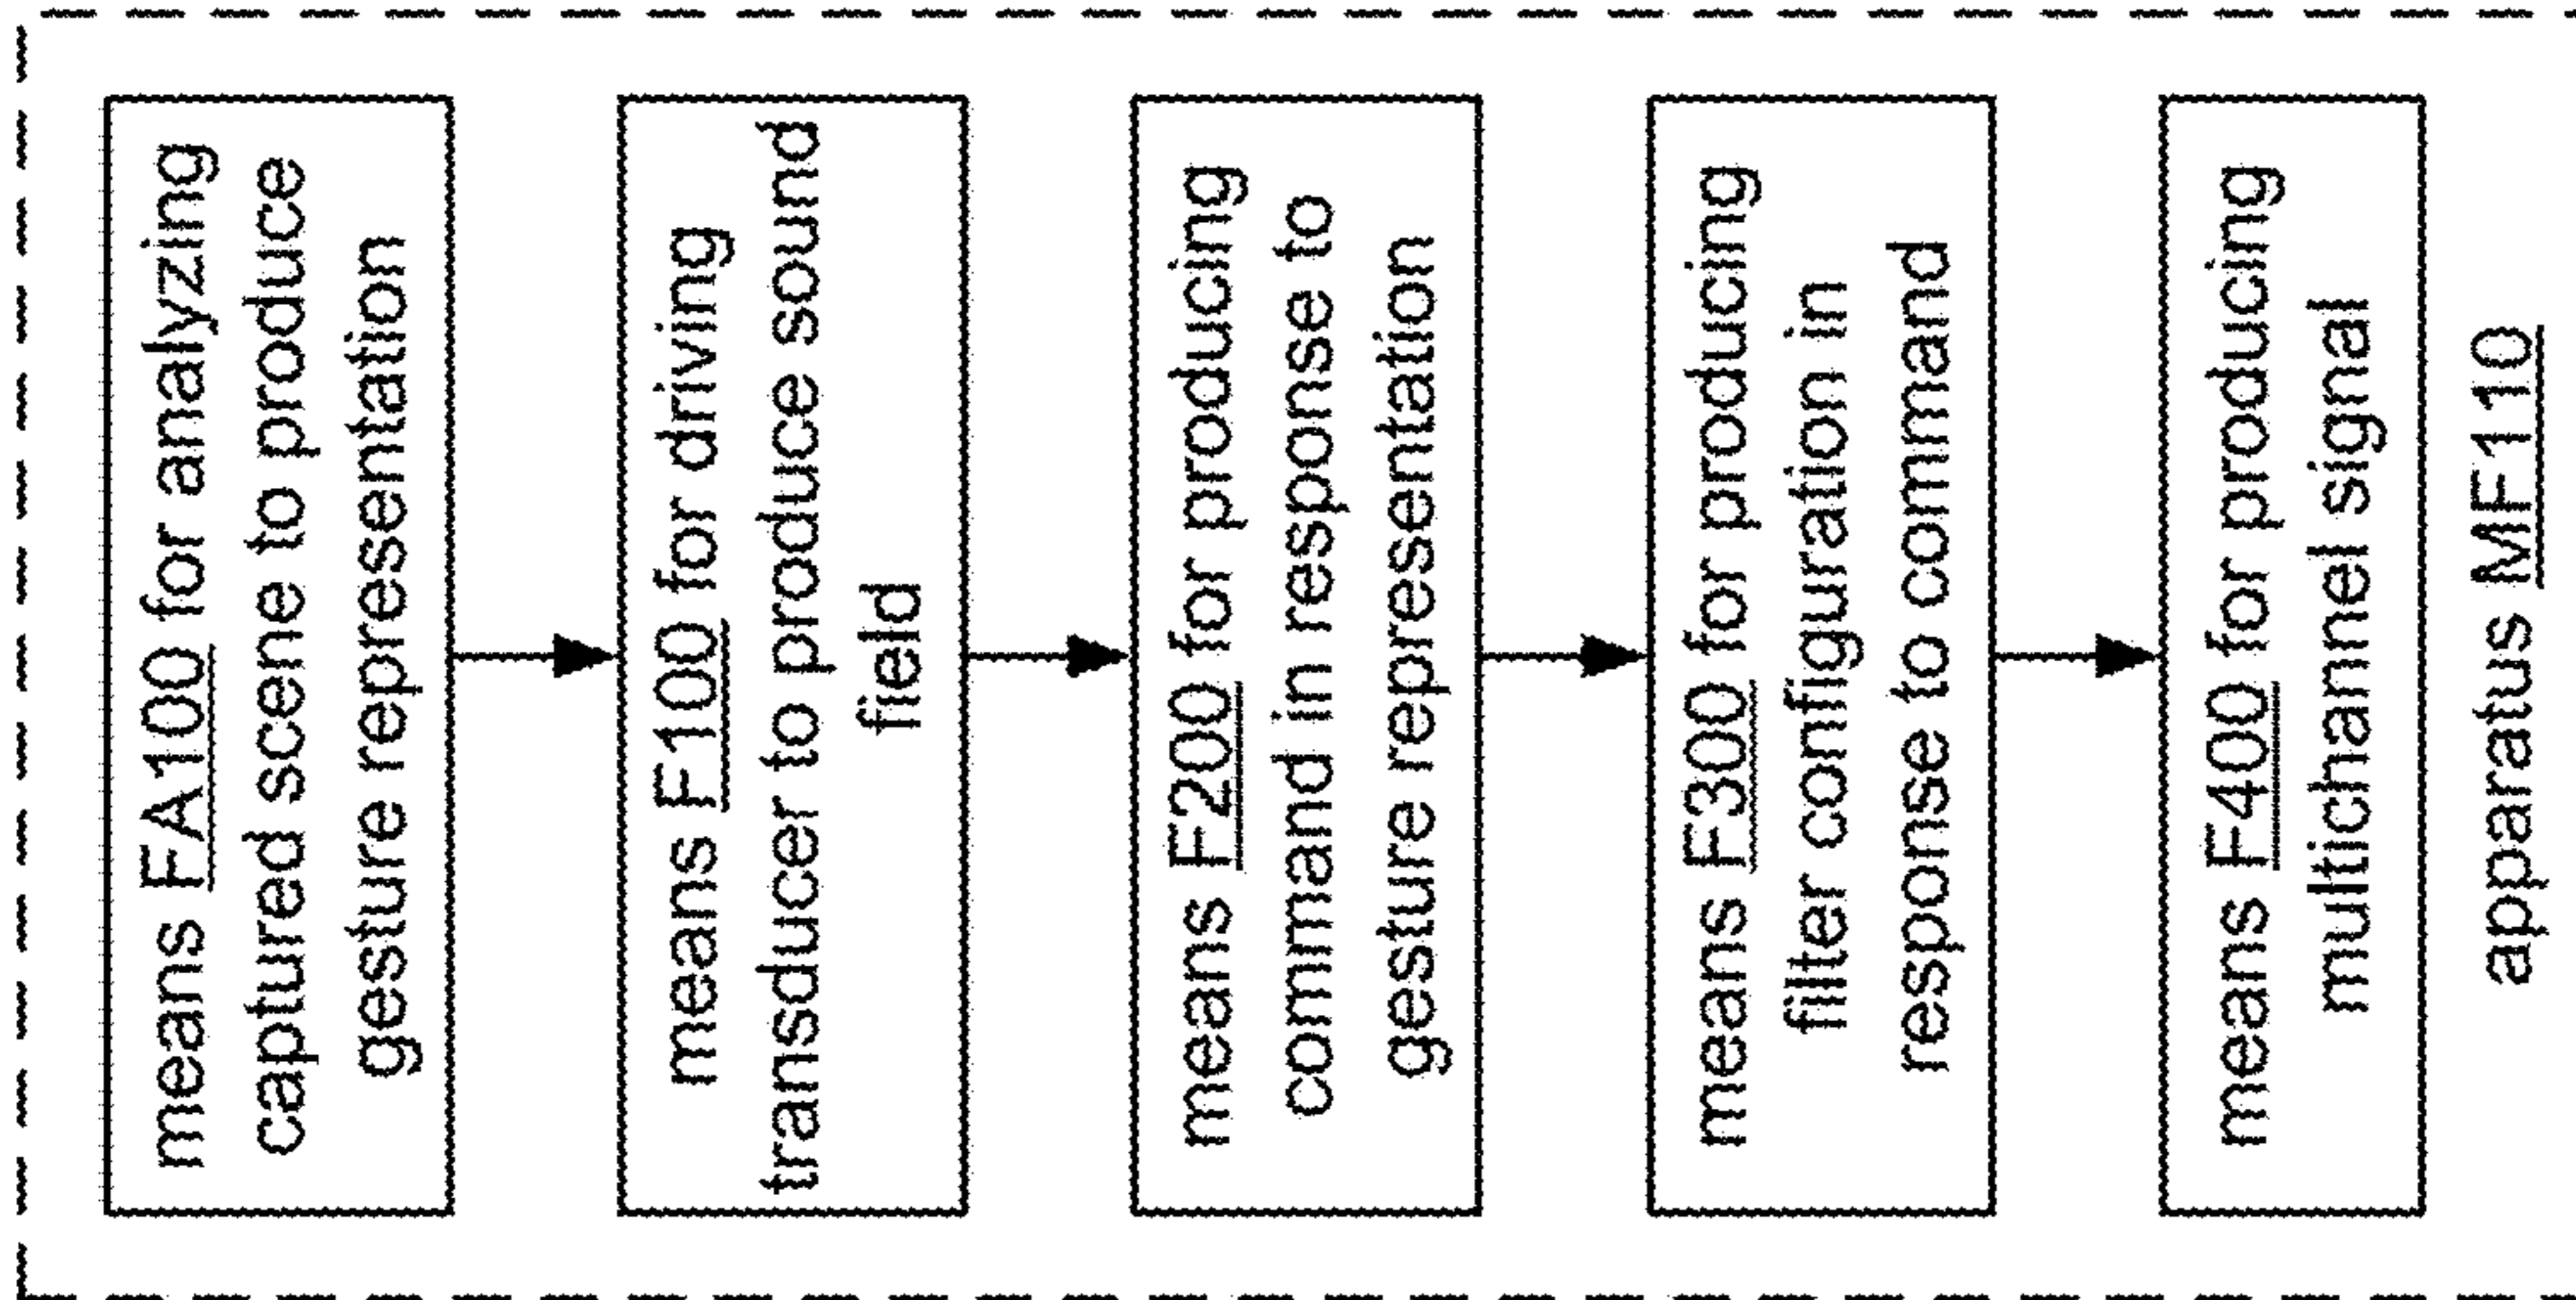 means FA100 for analyzing
captured scene to produce
gesture representation
means F100 for driving
transducer to produce sound
field
means F200 for producing
command in response to
gesture representation
means F300 for producing
filter configuration in
response to command
means F400 for producing
multichannel signal
apparatus MF110